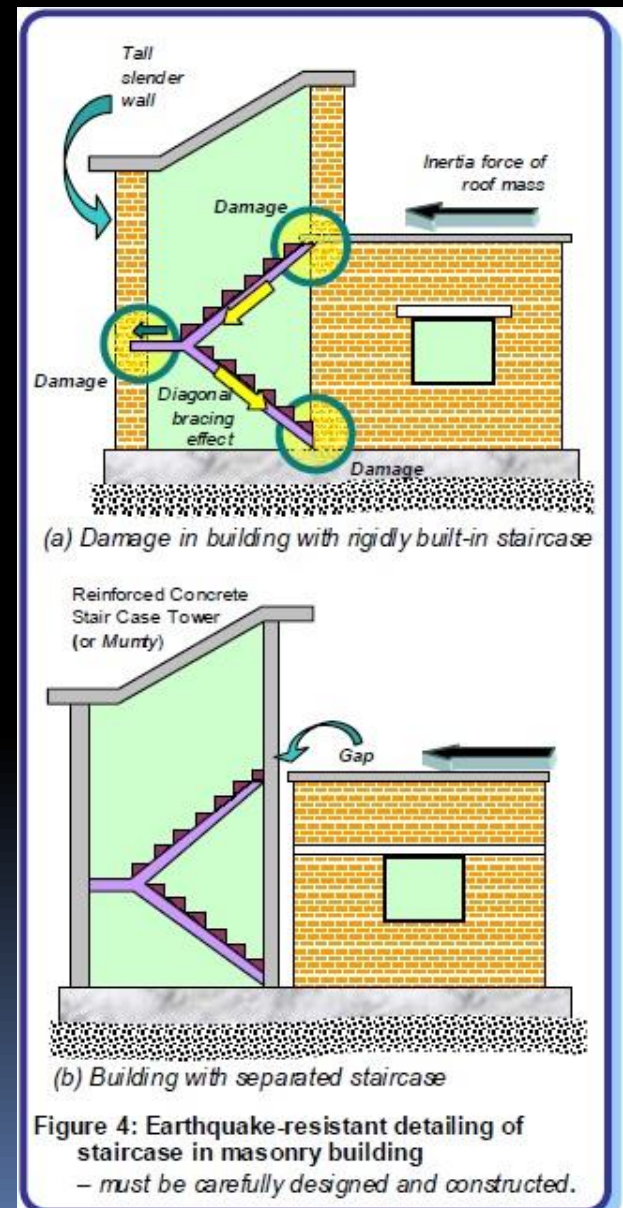 Tall
slender
wall
Inertia force of
roof mass
Damage
Damage
Diagonal
bracing
effect
Damage
(a) Damage in building with rigidly built-in staircase
Reinforced Concrete
Stair Case Tower
(or Mumty)
Gap
(b) Building with separated staircase
Figure 4: Earthquake-resistant detailing of
staircase in masonry building
– must be carefully designed and constructed.